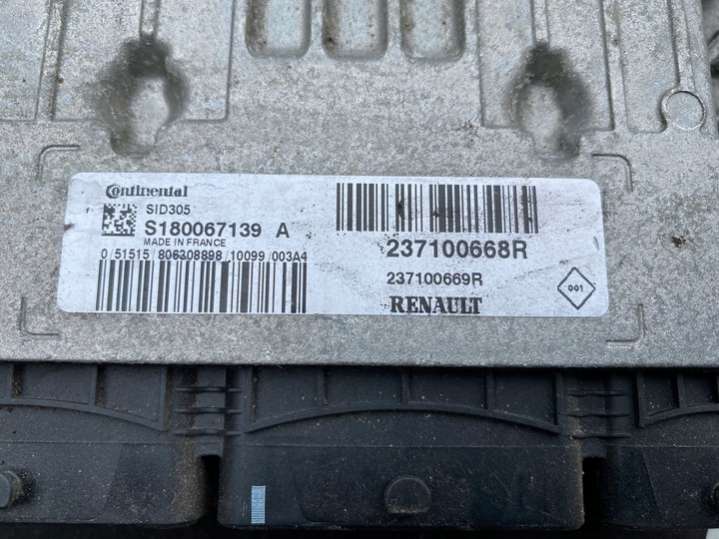 Continental
SID305
S180067139 A
MADE IN FRANCE
0 51515 806308898 10099 003A4
237100668R
237100669R
RENAULT
001